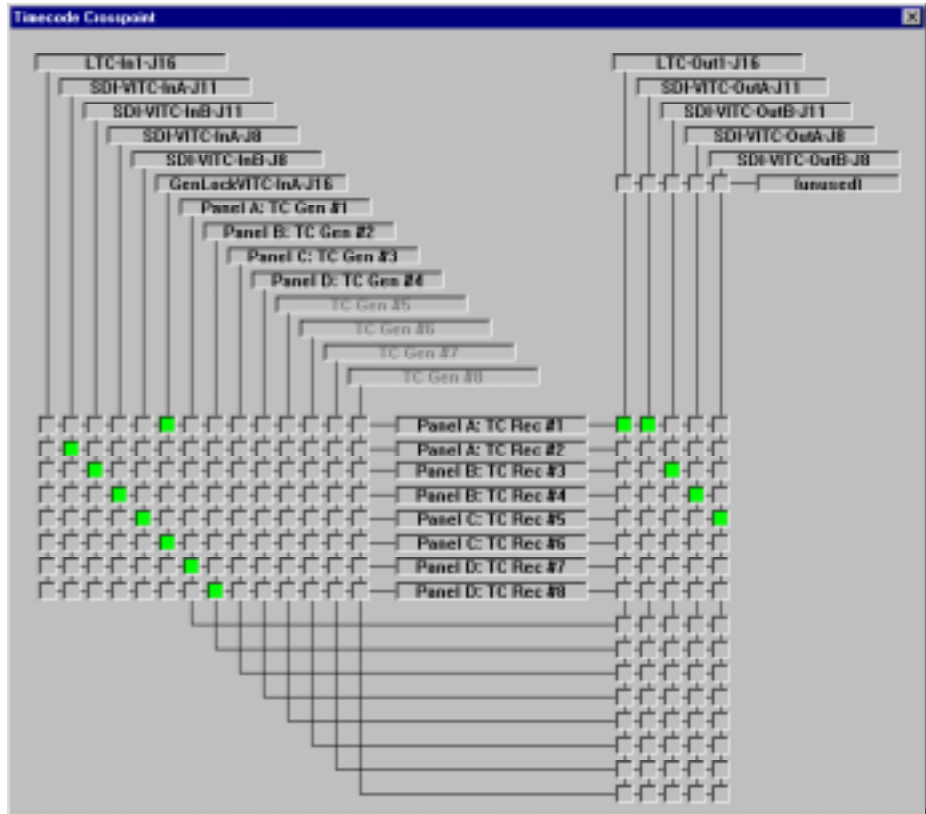 Timecode Crosspoint
LTC-In1-J16
SDI-VITC-InA-J11
SDI-VITC-InB-J11
SDI-VITC-InA-J8
SDI-VITC-InB-J8
GenLockVITC-InA-J16
Panel A: TC Gen #1
Panel B: TC Gen #2
Panel C: TC Gen #3
Panel D: TC Gen #4
TC Gen #5
TC Gen #6
TC Gen #7
TC Gen #8
LTC-Out1-J16
SDI-VITC-OutA-J11
SDI-VITC-OutB-J11
SDI-VITC-OutA-J8
SDI-VITC-OutB-J8
(unused)
Panel A: TC Rec #1
Panel A: TC Rec #2
Panel B: TC Rec #3
Panel B: TC Rec #4
Panel C: TC Rec #5
Panel C: TC Rec #6
Panel D: TC Rec #7
Panel D: TC Rec #8